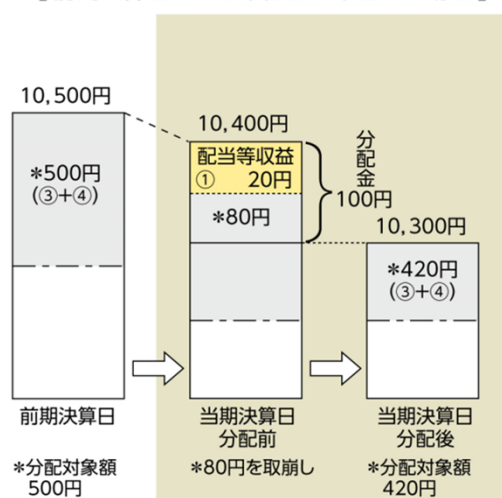 10,500円
*500円
(③+④)
前期決算日
*分配対象額
500円
10,400円
配当等収益
① 20円
*80円
分配金
100円
当期決算日
分配前
*80円を取崩し
10,300円
*420円
(③+④)
当期決算日
分配後
*分配対象額
420円